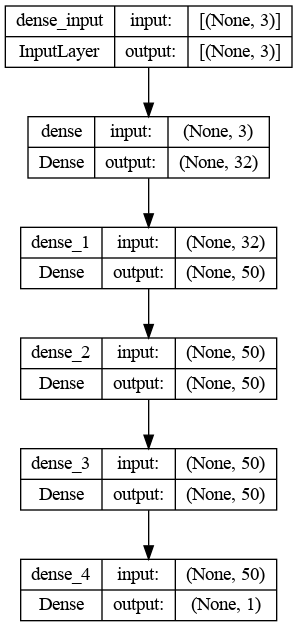 dense_input input: [(None, 3)]
InputLayer output: [(None, 3)]
dense input: (None, 3)
Dense output: (None, 32)
dense_1 input: (None, 32)
Dense output: (None, 50)
dense_2 input: (None, 50)
Dense output: (None, 50)
dense_3 input: (None, 50)
Dense output: (None, 50)
dense_4 input: (None, 50)
Dense output: (None, 1)